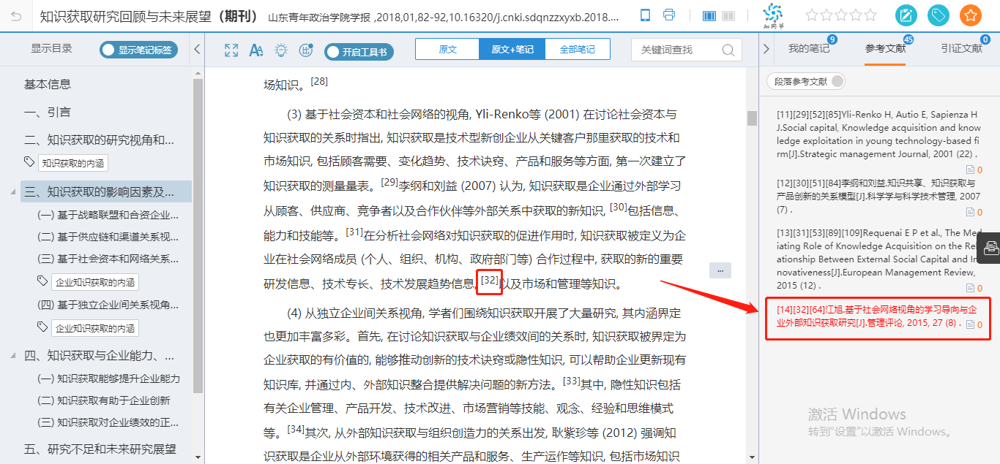 知识获取研究回顾与未来展望（期刊） 山东青年政治学院学报 ,2018,01,82-92,10.16320/j.cnki.sdqnzzxyxb.2018....
知网节
显示目录
显示笔记标签
基本信息
一、引言
二、知识获取的研究视角和...
知识获取的内涵
三、知识获取的影响因素及...
(一) 基于战略联盟和合资企业...
(二) 基于供应链和渠道关系视...
(三) 基于社会资本和网络关系...
企业知识获取的内涵
(四) 基于独立企业间关系视角...
企业知识获取的内涵
四、知识获取与企业能力、...
(一) 知识获取能够提升企业能力
(二) 知识获取有助于企业创新
(三) 知识获取对企业绩效的正...
五、研究不足和未来研究展望
开启工具书
原文
原文+笔记
全部笔记
关键词查找
场知识。[28]
(3) 基于社会资本和社会网络的视角, Yli-Renko等 (2001) 在讨论社会资本与
知识获取的关系时指出, 知识获取是技术型新创企业从关键客户那里获取的技术和
市场知识, 包括顾客需要、变化趋势、技术诀窍、产品和服务等方面, 第一次建立了
知识获取的测量量表。[29]李纲和刘益 (2007) 认为, 知识获取是企业通过外部学习
从顾客、供应商、竞争者以及合作伙伴等外部关系中获取的新知识, [30]包括信息、
能力和技能等。[31]在分析社会网络对知识获取的促进作用时, 知识获取被定义为企
业在社会网络成员 (个人、组织、机构、政府部门等) 合作过程中, 获取的新的重要
研发信息、技术专长、技术发展趋势信息, [32]以及市场和管理等知识。
(4) 从独立企业间关系视角, 学者们围绕知识获取开展了大量研究, 其内涵界定
也更加丰富多彩。首先, 在讨论知识获取与企业绩效间的关系时, 知识获取被界定为
企业获取的有价值的, 能够推动创新的技术诀窍或隐性知识, 可以帮助企业更新现有
知识库, 并通过内、外部知识整合提供解决问题的新方法。[33]其中, 隐性知识包括
有关企业管理、产品开发、技术改进、市场营销等技能、观念、经验和思维模式
等。[34]其次, 从外部知识获取与组织创造力的关系出发, 耿紫珍等 (2012) 强调知
识获取是企业从外部环境获得的相关产品和服务、生产运作等知识, 包括市场知识
...
我的笔记 9
参考文献 45
引证文献 0
段落参考文献
[11][29][52][85]Yli-Renko H, Autio E, Sapienza H
J.Social capital, Knowledge acquisition and know
ledge exploitation in young technology-based fi
rm[J].Strategic management Journal, 2001 (22) .
0
[12][30][51][84]李纲和刘益.知识共享、知识获取与
产品创新的关系模型[J].科学学与科学技术管理, 2007
(7) .
0
[13][31][53][89][109]Requenai E P et al., The Med
iating Role of Knowledge Acquisition on the Rel
ationship Between External Social Capital and In
novativeness[J].European Management Review,
2015 (12) .
0
[14][32][64]江旭.基于社会网络视角的学习导向与企
业外部知识获取研究[J].管理评论, 2015, 27 (8) .
0
激活 Windows
转到"设置"以激活 Windows。